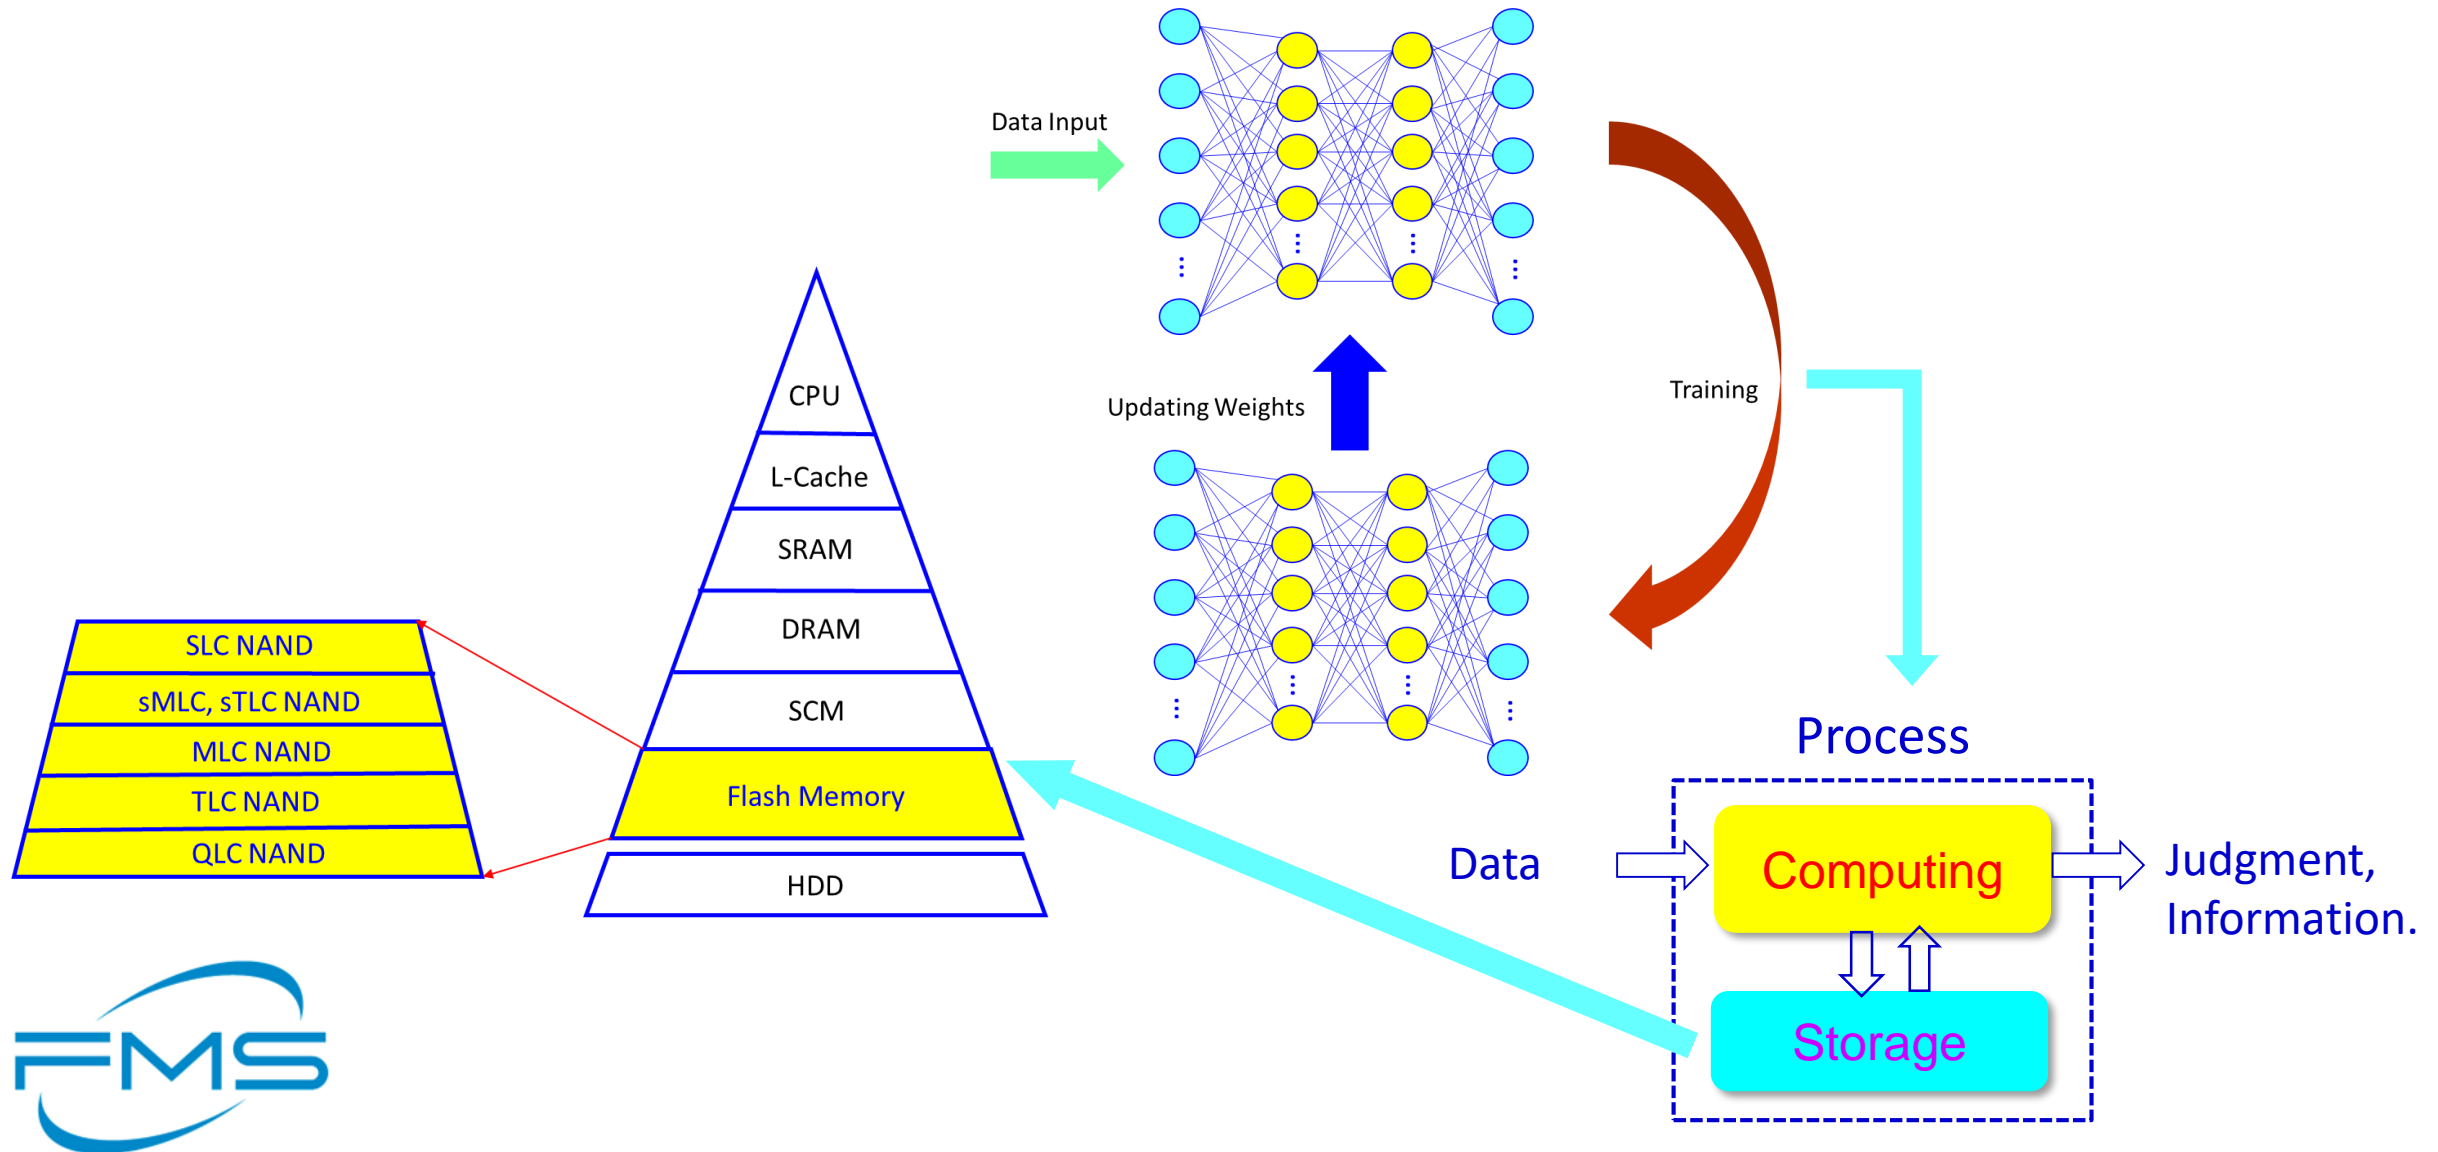 Data Input
Updating Weights
Training
CPU
L-Cache
SRAM
DRAM
SCM
Flash Memory
HDD
SLC NAND
sMLC, sTLC NAND
MLC NAND
TLC NAND
QLC NAND
Process
Data
Computing
Storage
Judgment,
Information.
FMS